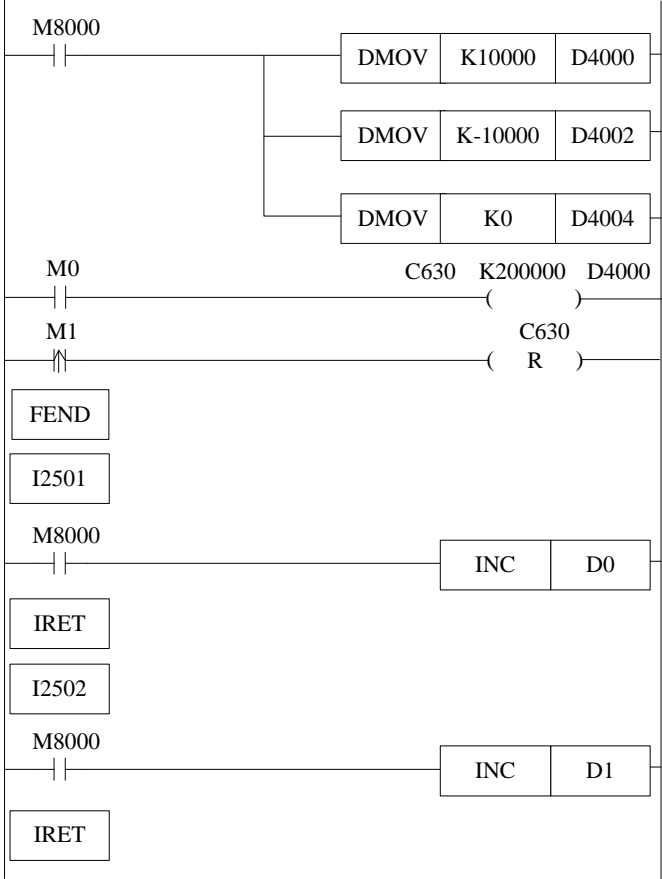 M8000
DMOV K10000 D4000
DMOV K-10000 D4002
DMOV K0 D4004
M0 C630 K200000 D4000
M1 C630
R
FEND
I2501
M8000
INC D0
IRET
I2502
M8000
INC D1
IRET